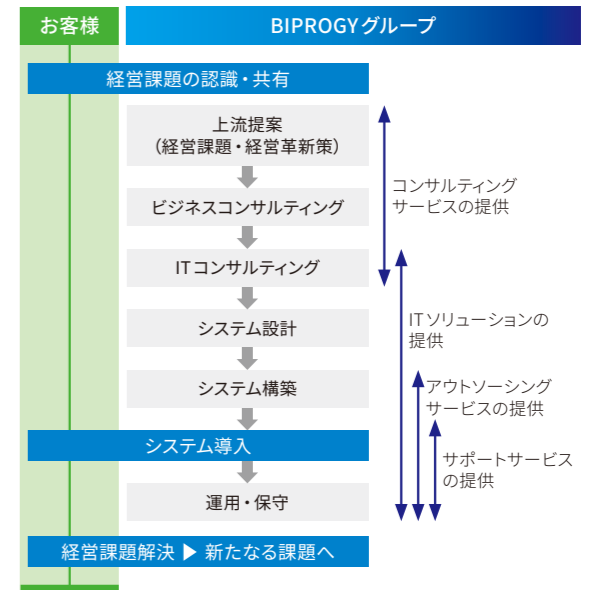 お客様
BIPROGYグループ
経営課題の認識・共有
上流提案
（経営課題・経営革新策）
ビジネスコンサルティング
ITコンサルティング
システム設計
システム構築
システム導入
運用・保守
経営課題解決 ▶ 新たなる課題へ
コンサルティング
サービスの提供
ITソリューションの
提供
アウトソーシング
サービスの提供
サポートサービス
の提供